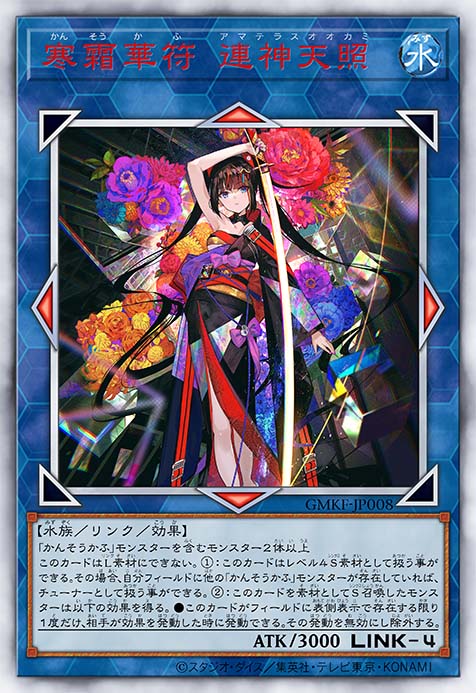 かん そう か ふ アマテラスオオカミ
寒霜華符 連神天照
みず
水
GMKF-JP008
【水族／リンク／効果】
「かんそうかふ」モンスターを含むモンスター2体以上
このカードはL素材にできない。①：このカードはレベル4S素材として扱う事が
できる。その場合、自分フィールドに他の「かんそうかふ」モンスターが存在していれば、
チューナーとして扱う事ができる。②：このカードを素材としてS召喚したモン
スターは以下の効果を得る。●このカードがフィールドに表側表示で存在する限り
1度だけ、相手が効果を発動した時に発動できる。その発動を無効にし除外する。
ATK/3000 LINK-4
©スタジオ・ダイス／集英社・テレビ東京・KONAMI